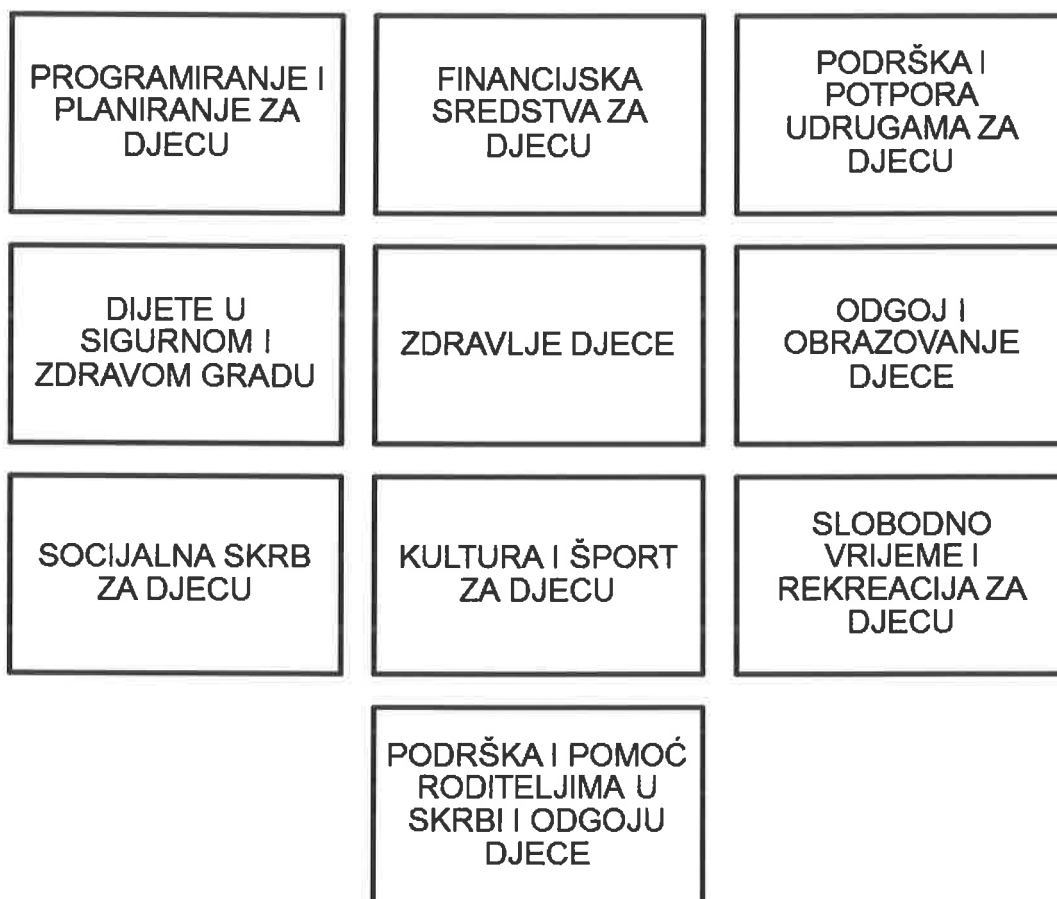 PROGRAMIRANJE I
PLANIRANJE ZA
DJECU
FINANCIJSKA
SREDSTVA ZA
DJECU
PODRŠKA I
POTPORA
UDRUGAMA ZA
DJECU
DIJETE U
SIGURNOM I
ZDRAVOM GRADU
ZDRAVLJE DJECE
ODGOJ I
OBRAZOVANJE
DJECE
SOCIJALNA SKRB
ZA DJECU
KULTURA I ŠPORT
ZA DJECU
SLOBODNO
VRIJEME I
REKREACIJA ZA
DJECU
PODRŠKA I POMOĆ
RODITELJIMA U
SKRBI I ODGOJU
DJECE